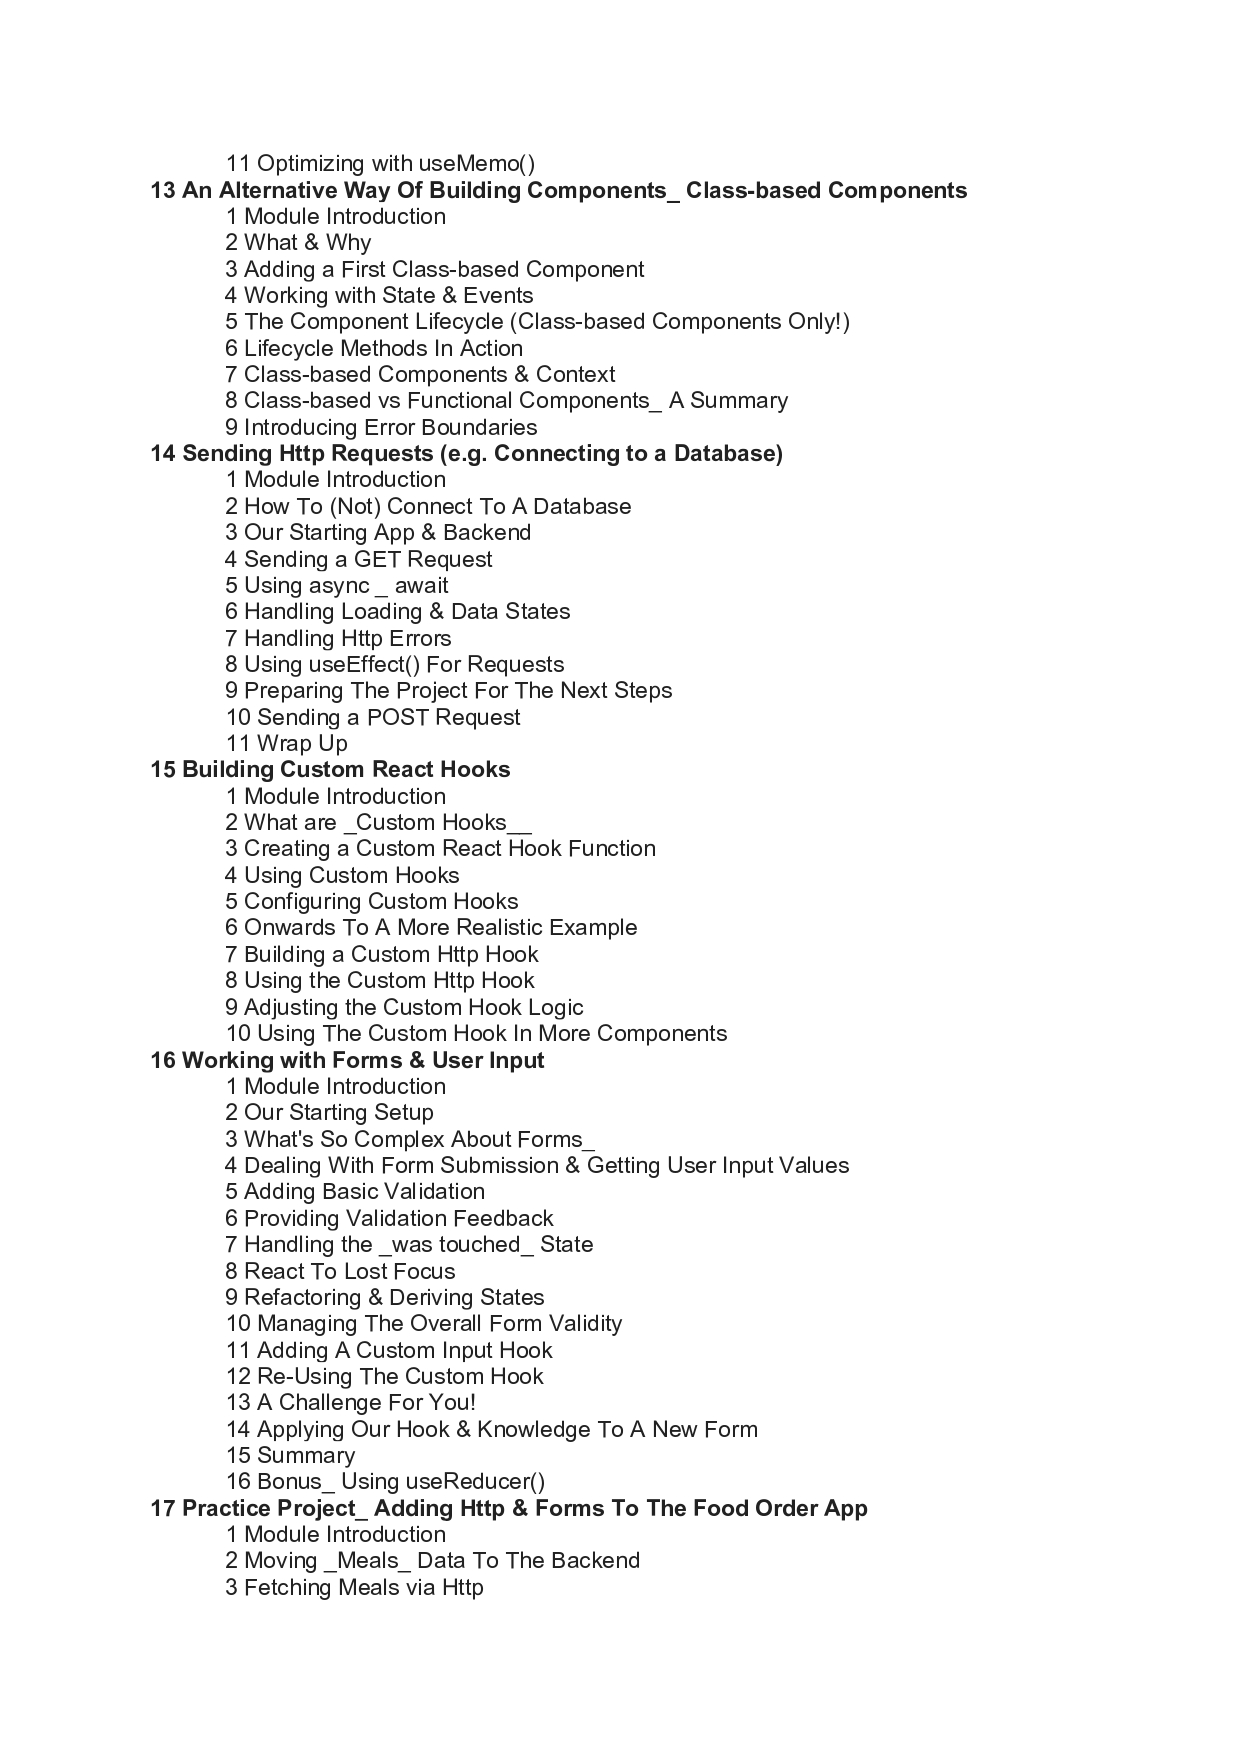 11 Optimizing with useMemo()
13 An Alternative Way Of Building Components_ Class-based Components
1 Module Introduction
2 What & Why
3 Adding a First Class-based Component
4 Working with State & Events
5 The Component Lifecycle (Class-based Components Only!)
6 Lifecycle Methods In Action
7 Class-based Components & Context
8 Class-based vs Functional Components_ A Summary
9 Introducing Error Boundaries
14 Sending Http Requests (e.g. Connecting to a Database)
1 Module Introduction
2 How To (Not) Connect To A Database
3 Our Starting App & Backend
4 Sending a GET Request
5 Using async _ await
6 Handling Loading & Data States
7 Handling Http Errors
8 Using useEffect() For Requests
9 Preparing The Project For The Next Steps
10 Sending a POST Request
11 Wrap Up
15 Building Custom React Hooks
1 Module Introduction
2 What are _Custom Hooks__
3 Creating a Custom React Hook Function
4 Using Custom Hooks
5 Configuring Custom Hooks
6 Onwards To A More Realistic Example
7 Building a Custom Http Hook
8 Using the Custom Http Hook
9 Adjusting the Custom Hook Logic
10 Using The Custom Hook In More Components
16 Working with Forms & User Input
1 Module Introduction
2 Our Starting Setup
3 What's So Complex About Forms_
4 Dealing With Form Submission & Getting User Input Values
5 Adding Basic Validation
6 Providing Validation Feedback
7 Handling the _was touched_ State
8 React To Lost Focus
9 Refactoring & Deriving States
10 Managing The Overall Form Validity
11 Adding A Custom Input Hook
12 Re-Using The Custom Hook
13 A Challenge For You!
14 Applying Our Hook & Knowledge To A New Form
15 Summary
16 Bonus_ Using useReducer()
17 Practice Project_ Adding Http & Forms To The Food Order App
1 Module Introduction
2 Moving _Meals_ Data To The Backend
3 Fetching Meals via Http